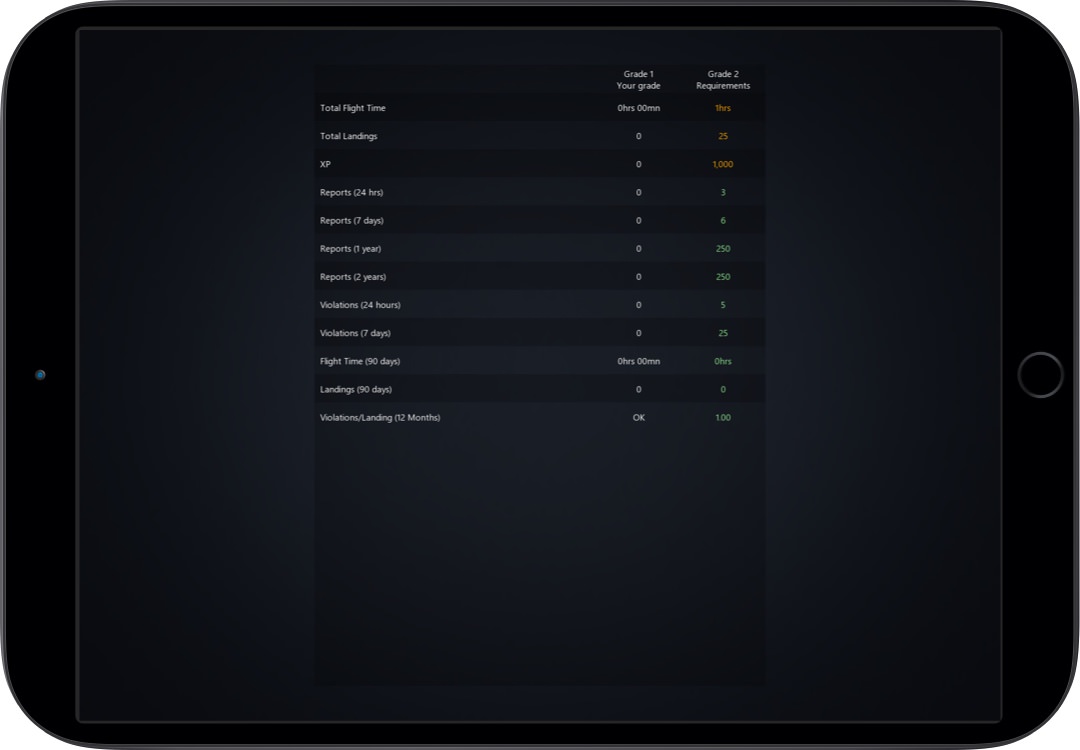 Grade 1 Grade 2
Your grade Requirements
Total Flight Time 0hrs 00mn 1hrs
Total Landings 0 25
XP 0 1,000
Reports (24 hrs) 0 3
Reports (7 days) 0 6
Reports (1 year) 0 250
Reports (2 years) 0 250
Violations (24 hours) 0 5
Violations (7 days) 0 25
Flight Time (90 days) 0hrs 00mn 0hrs
Landings (90 days) 0 0
Violations/Landing (12 Months) OK 1.00